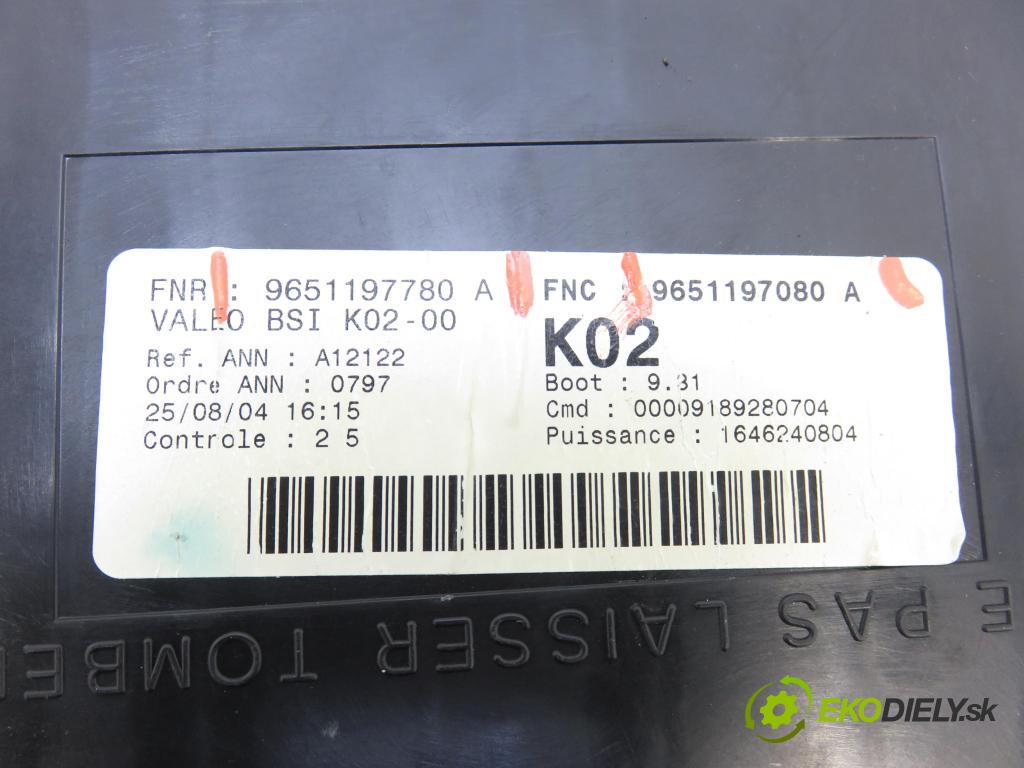 FNR : 9651197780 A
VALEO BSI K02-00
Ref. ANN : A12122
Ordre ANN : 0797
25/08/04 16:15
Controle : 2 5
FNC : 9651197080 A
K02
Boot : 9.31
Cmd : 00009189280704
Puissance : 1646240804
E PAS LAISSER TOMBE
EKODIELY.sk